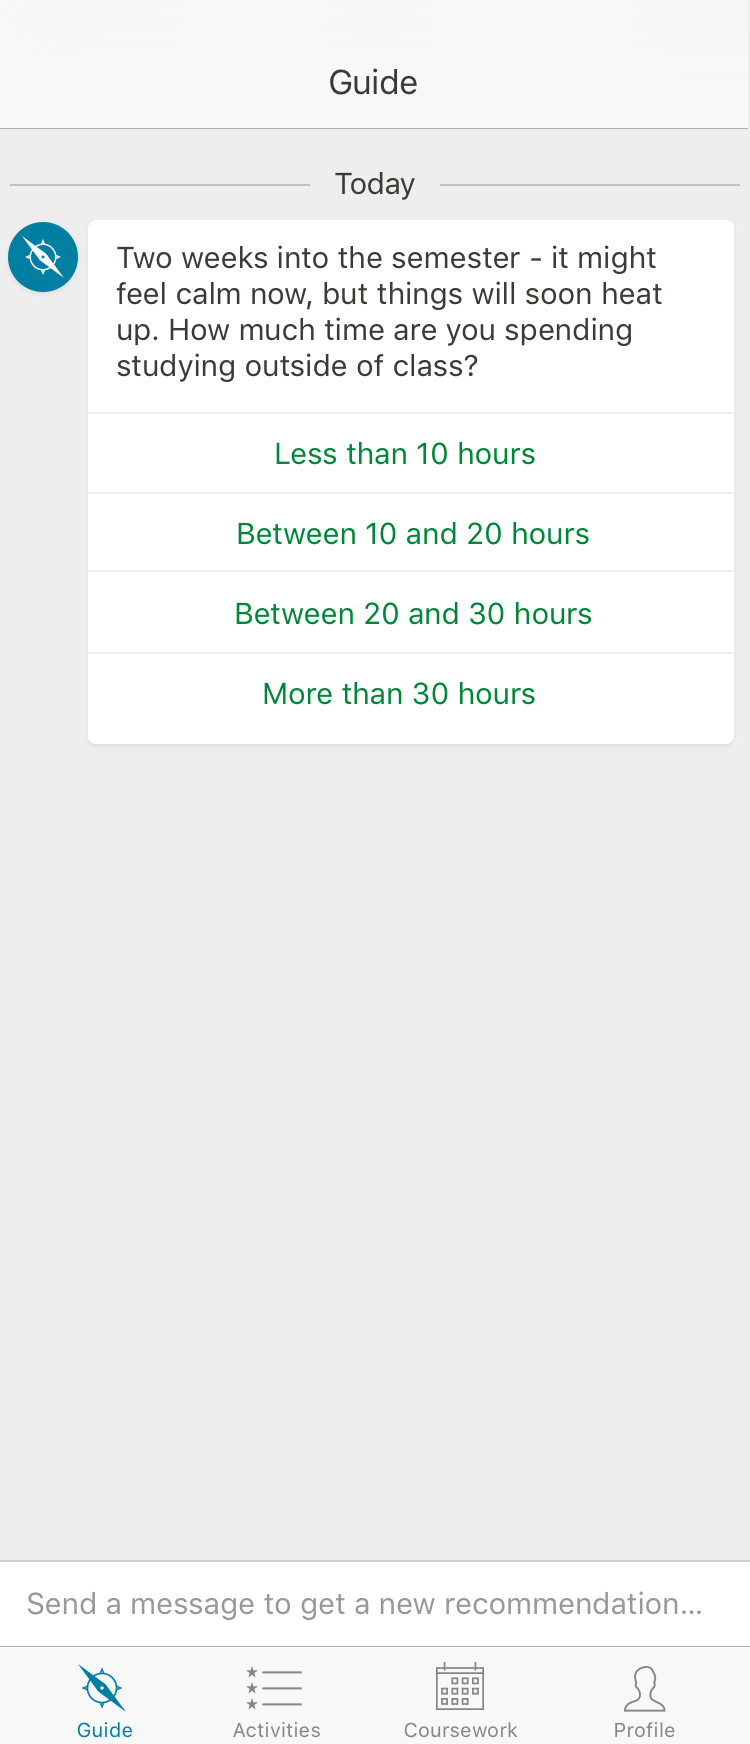 Guide
Today
Two weeks into the semester - it might
feel calm now, but things will soon heat
up. How much time are you spending
studying outside of class?
Less than 10 hours
Between 10 and 20 hours
Between 20 and 30 hours
More than 30 hours
Send a message to get a new recommendation...
Guide
Activities
Coursework
Profile